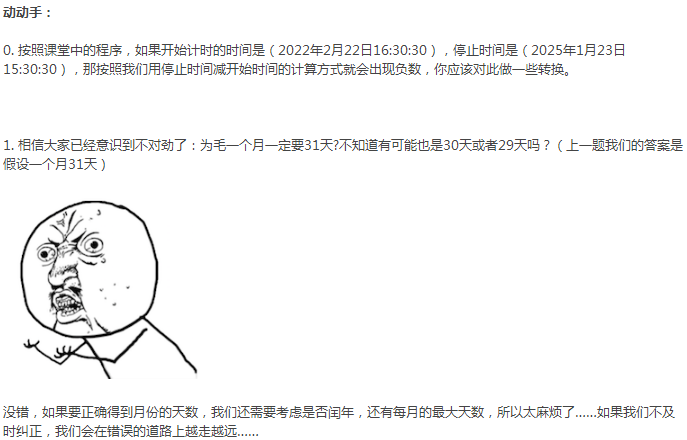 动动手：
0. 按照课堂中的程序，如果开始计时的时间是（2022年2月22日16:30:30），停止时间是（2025年1月23日
15:30:30），那按照我们用停止时间减开始时间的计算方式就会出现负数，你应该对此做一些转换。
1. 相信大家已经意识到不对劲了：为毛一个月一定要31天?不知道有可能也是30天或者29天吗？（上一题我们的答案是
假设一个月31天）
没错，如果要正确得到月份的天数，我们还需要考虑是否闰年，还有每月的最大天数，所以太麻烦了......如果我们不及
时纠正，我们会在错误的道路上越走越远......